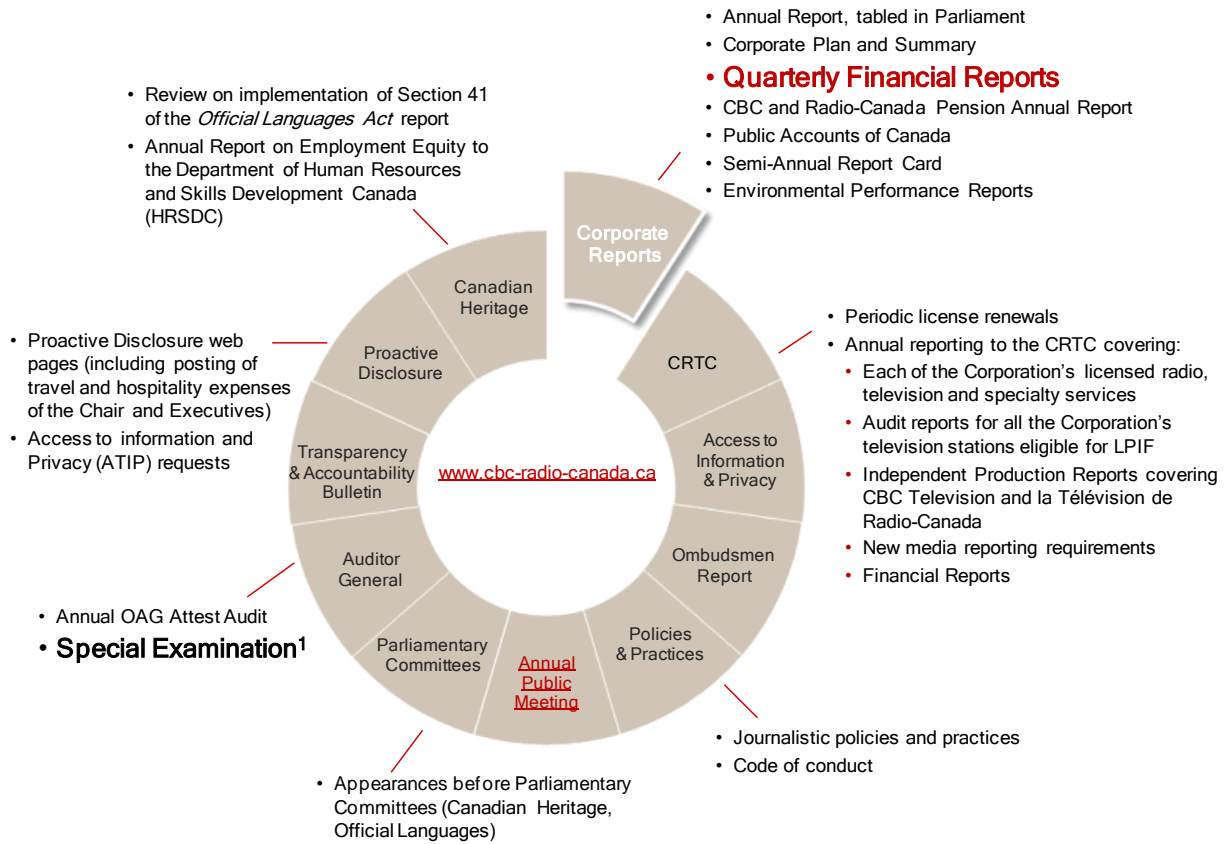 • Annual Report, tabled in Parliament
• Corporate Plan and Summary
• Quarterly Financial Reports
• CBC and Radio-Canada Pension Annual Report
• Public Accounts of Canada
• Semi-Annual Report Card
• Environmental Performance Reports
• Review on implementation of Section 41
of the Official Languages Act report
• Annual Report on Employment Equity to
the Department of Human Resources
and Skills Development Canada
(HRSDC)
Corporate
Reports
Canadian
Heritage
CRTC
• Periodic license renewals
• Annual reporting to the CRTC covering:
• Each of the Corporation's licensed radio,
television and specialty services
• Audit reports for all the Corporation's
television stations eligible for LPIF
• Independent Production Reports covering
CBC Television and la Télévision de
Radio-Canada
• New media reporting requirements
• Financial Reports
• Proactive Disclosure web
pages (including posting of
travel and hospitality expenses
of the Chair and Executives)
• Access to information and
Privacy (ATIP) requests
Proactive
Disclosure
Transparency
& Accountability
Bulletin
www.cbc-radio-canada.ca
Access to
Information
& Privacy
Auditor
General
Ombudsmen
Report
• Annual OAG Attest Audit
• Special Examination¹
Parliamentary
Committees
Annual
Public
Meeting
Policies
& Practices
• Journalistic policies and practices
• Code of conduct
• Appearances before Parliamentary
Committees (Canadian Heritage,
Official Languages)